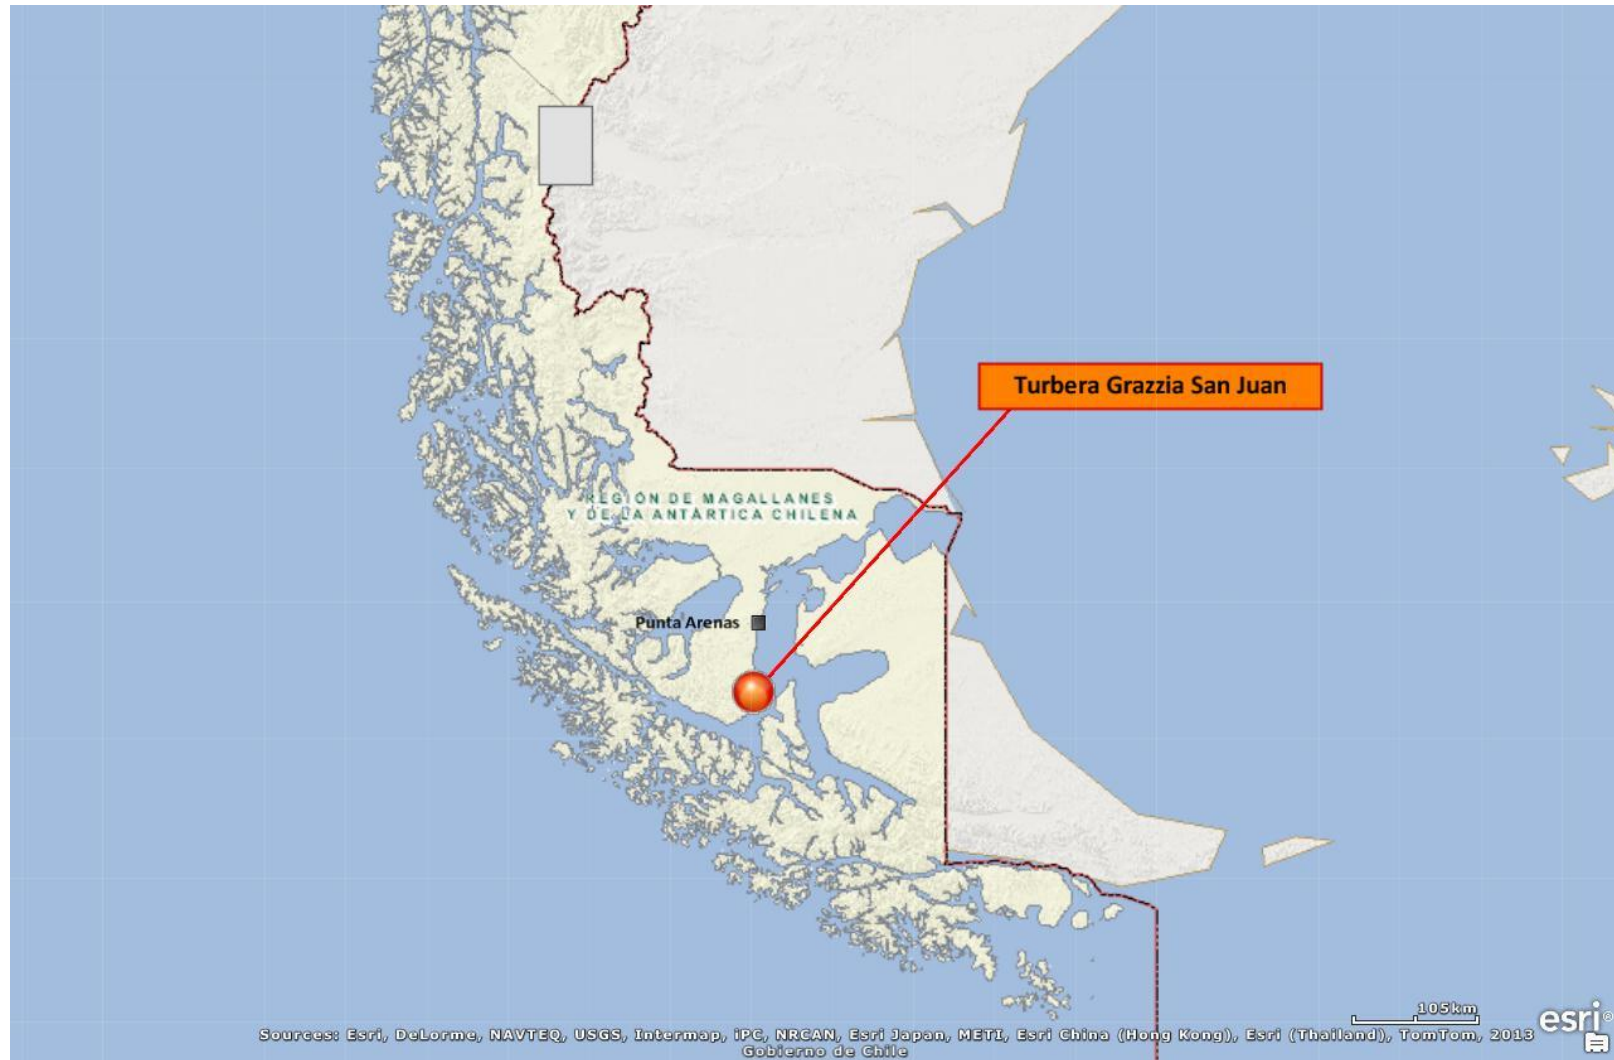 Turbera Grazzia San Juan
REGIÓN DE MAGALLANES
Y DE LA ANTÁRTICA CHILENA
Punta Arenas
105km
esri®
Sources: Esri, DeLorme, NAVTEQ, USGS, Intermap, iPC, NRCAN, Esri Japan, METI, Esri China (Hong Kong), Esri (Thailand), TomTom, 2013
Gobierno de Chile